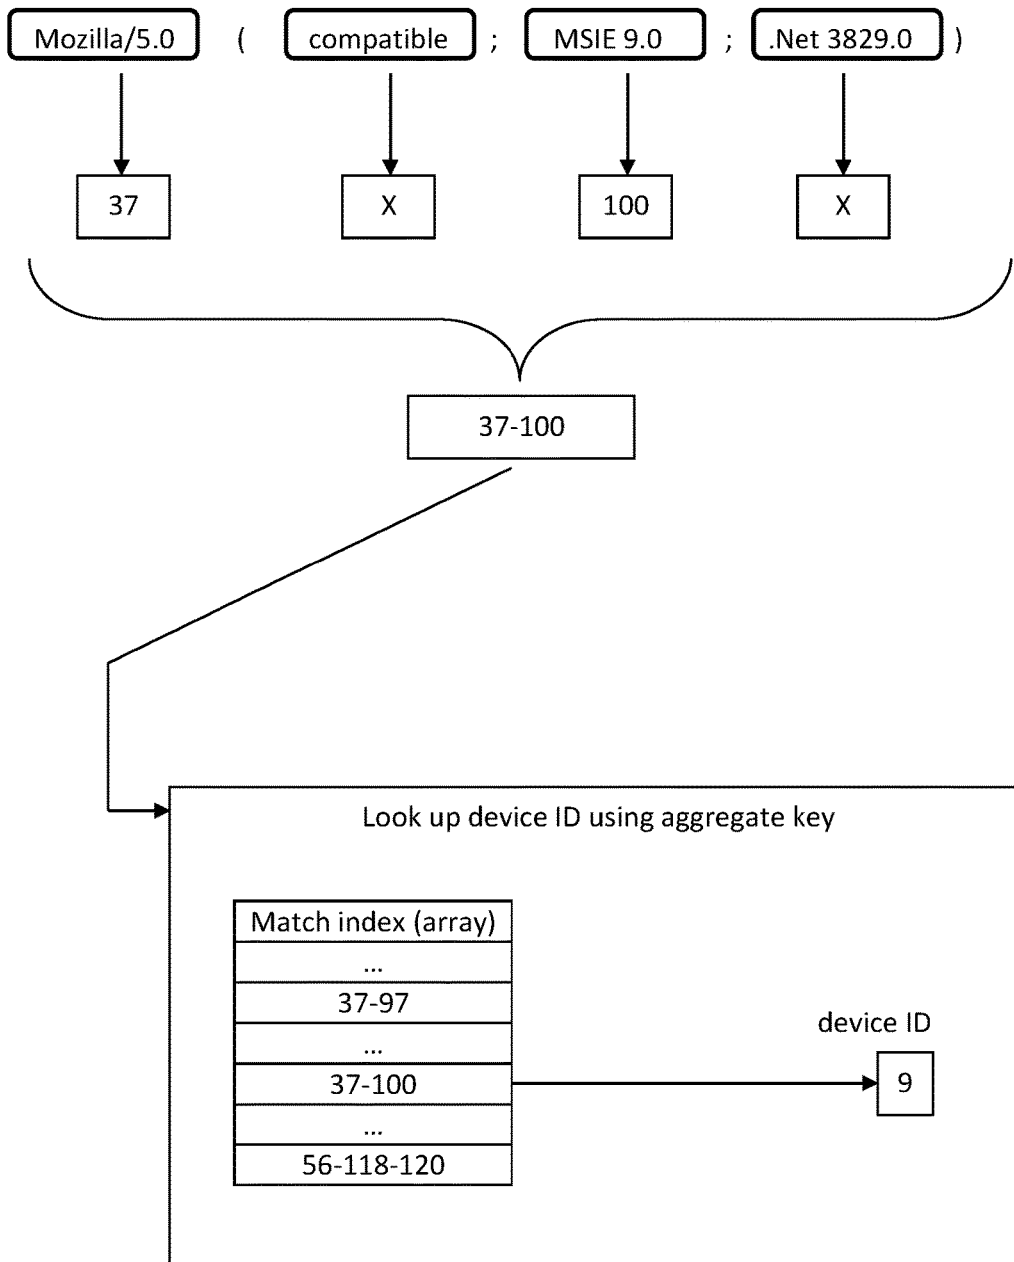 Mozilla/5.0 ( compatible ; MSIE 9.0 ; .Net 3829.0 )
37 X 100 X
37-100
Look up device ID using aggregate key
Match index (array)
...
37-97
...
37-100
...
56-118-120
device ID
9